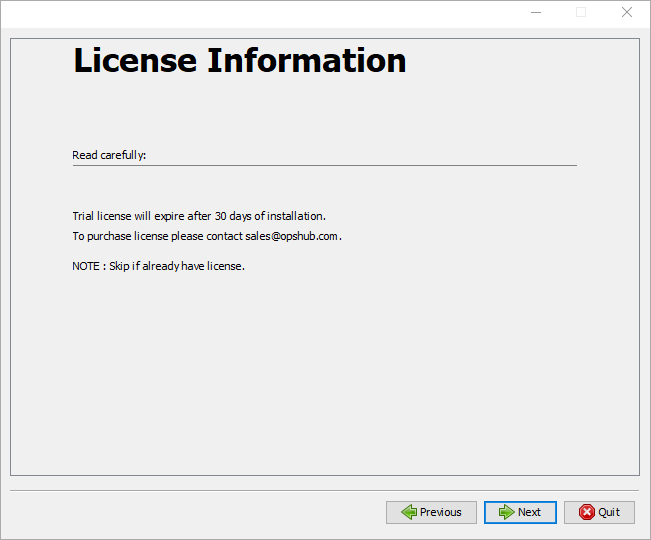 License Information
Read carefully:
Trial license will expire after 30 days of installation.
To purchase license please contact sales@opshub.com.
NOTE : Skip if already have license.
Previous
Next
Quit